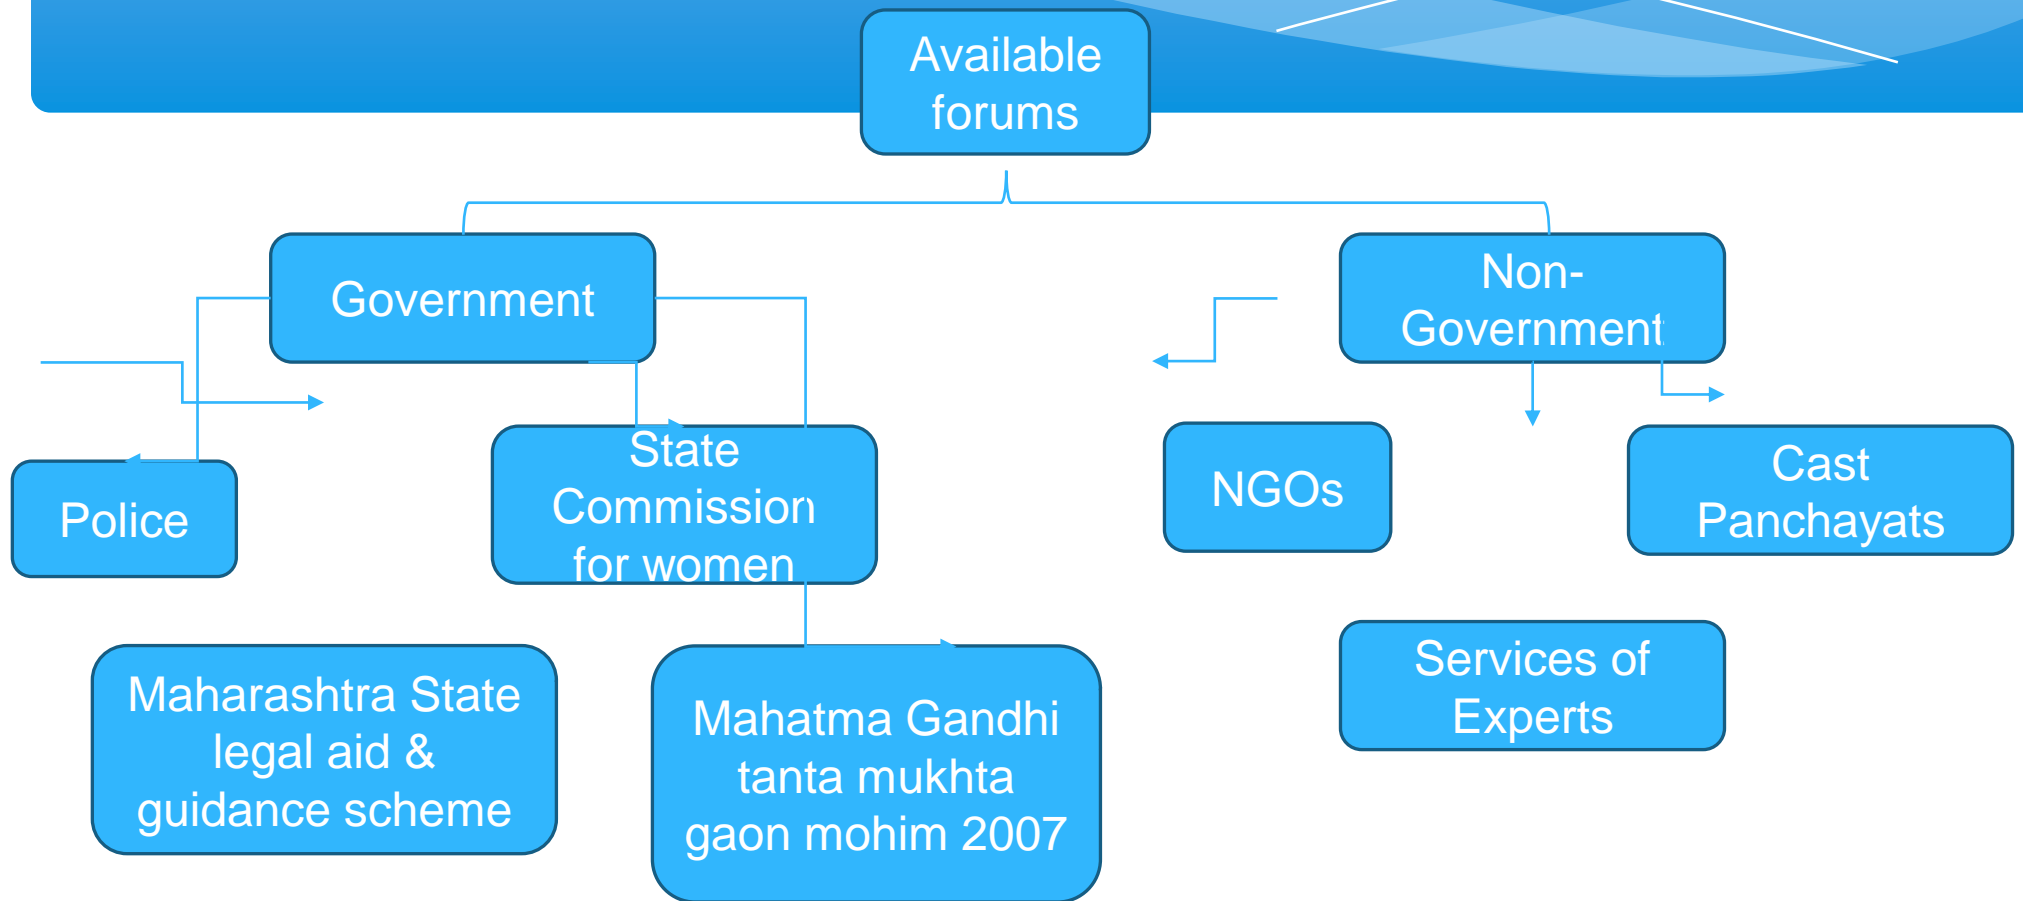 Available
forums
Government
Non-
Government
Police
State
Commission
for women
NGOs
Cast
Panchayats
Maharashtra State
legal aid &
guidance scheme
Mahatma Gandhi
tanta mukhta
gaon mohim 2007
Services of
Experts